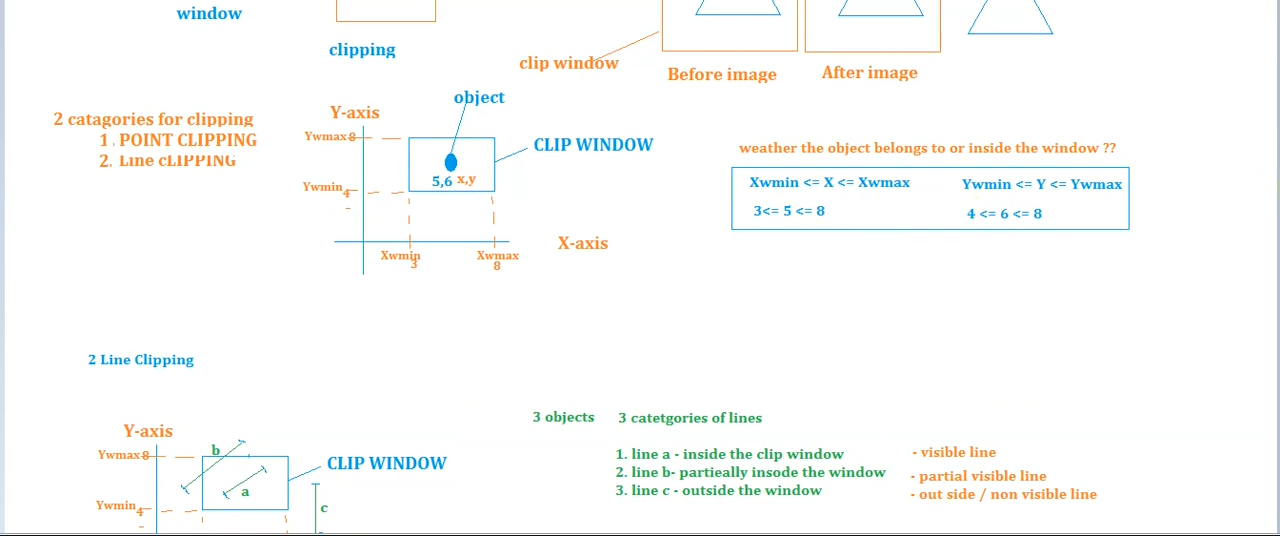 window
clipping
clip window
Before image
After image
object
2 catagories for clipping
1. POINT CLIPPING
2. Line cLIPPING
Y-axis
Ywmax 8
Ywmin 4
5,6 x,y
CLIP WINDOW
X-axis
Xwmin
3
Xwmax
8
weather the object belongs to or inside the window ??
Xwmin <= X <= Xwmax
Ywmin <= Y <= Ywmax
3<= 5 <= 8
4 <= 6 <= 8
2 Line Clipping
Y-axis
Ywmax 8
Ywmin 4
b
a
c
CLIP WINDOW
3 objects
3 catetgories of lines
1. line a - inside the clip window - visible line
2. line b- partieally insode the window - partial visible line
3. line c - outside the window - out side / non visible line